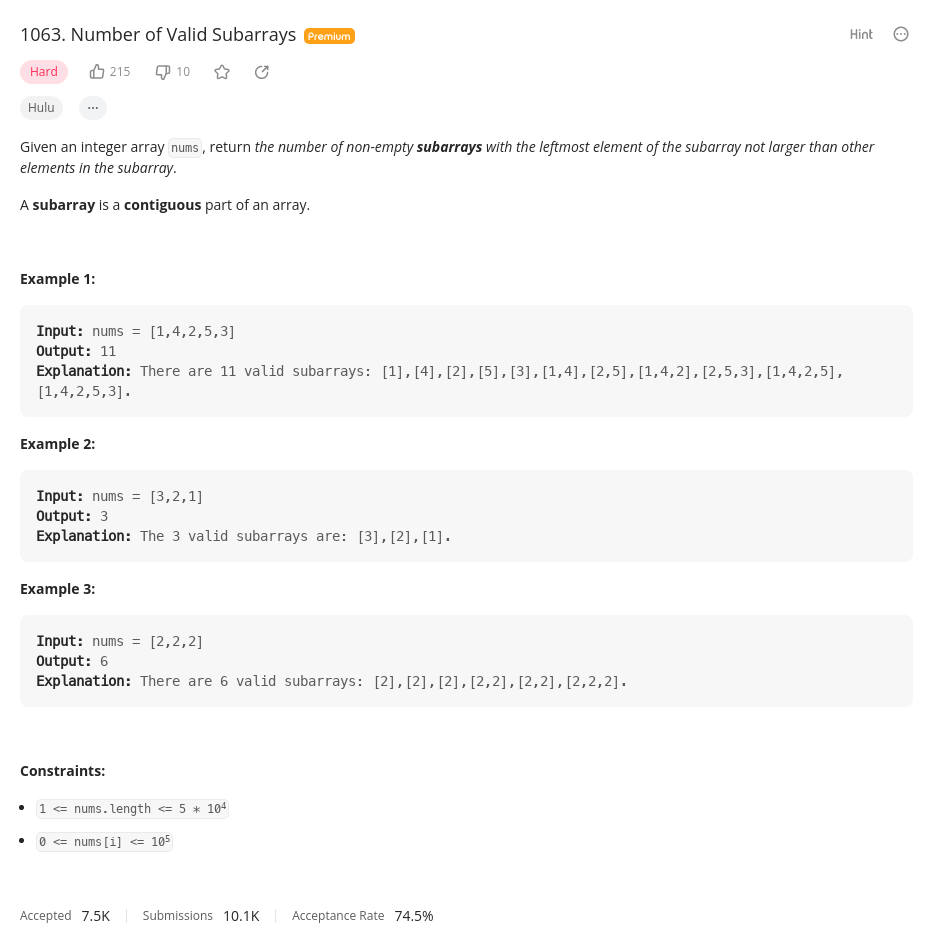 1063. Number of Valid Subarrays Premium Hint
Hard 215 10
Hulu ...
Given an integer array nums, return the number of non-empty subarrays with the leftmost element of the subarray not larger than other
elements in the subarray.
A subarray is a contiguous part of an array.
Example 1:
Input: nums = [1,4,2,5,3]
Output: 11
Explanation: There are 11 valid subarrays: [1],[4],[2],[5],[3],[1,4],[2,5],[1,4,2],[2,5,3],[1,4,2,5],
[1,4,2,5,3].
Example 2:
Input: nums = [3,2,1]
Output: 3
Explanation: The 3 valid subarrays are: [3],[2],[1].
Example 3:
Input: nums = [2,2,2]
Output: 6
Explanation: There are 6 valid subarrays: [2],[2],[2],[2,2],[2,2],[2,2,2].
Constraints:
• 1 <= nums.length <= 5 * 10⁴
• 0 <= nums[i] <= 10⁵
Accepted 7.5K Submissions 10.1K Acceptance Rate 74.5%